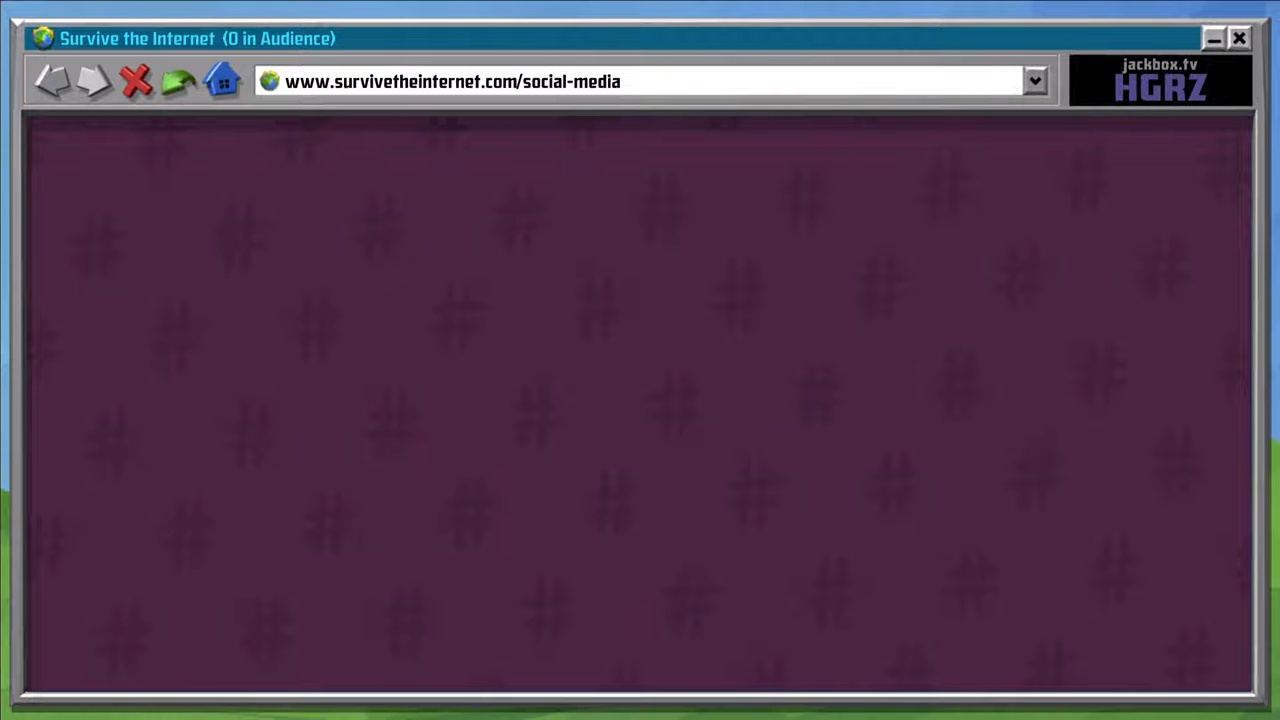 Survive the Internet (0 in Audience)
www.survivetheinternet.com/social-media
jackbox.tv
HGRZ